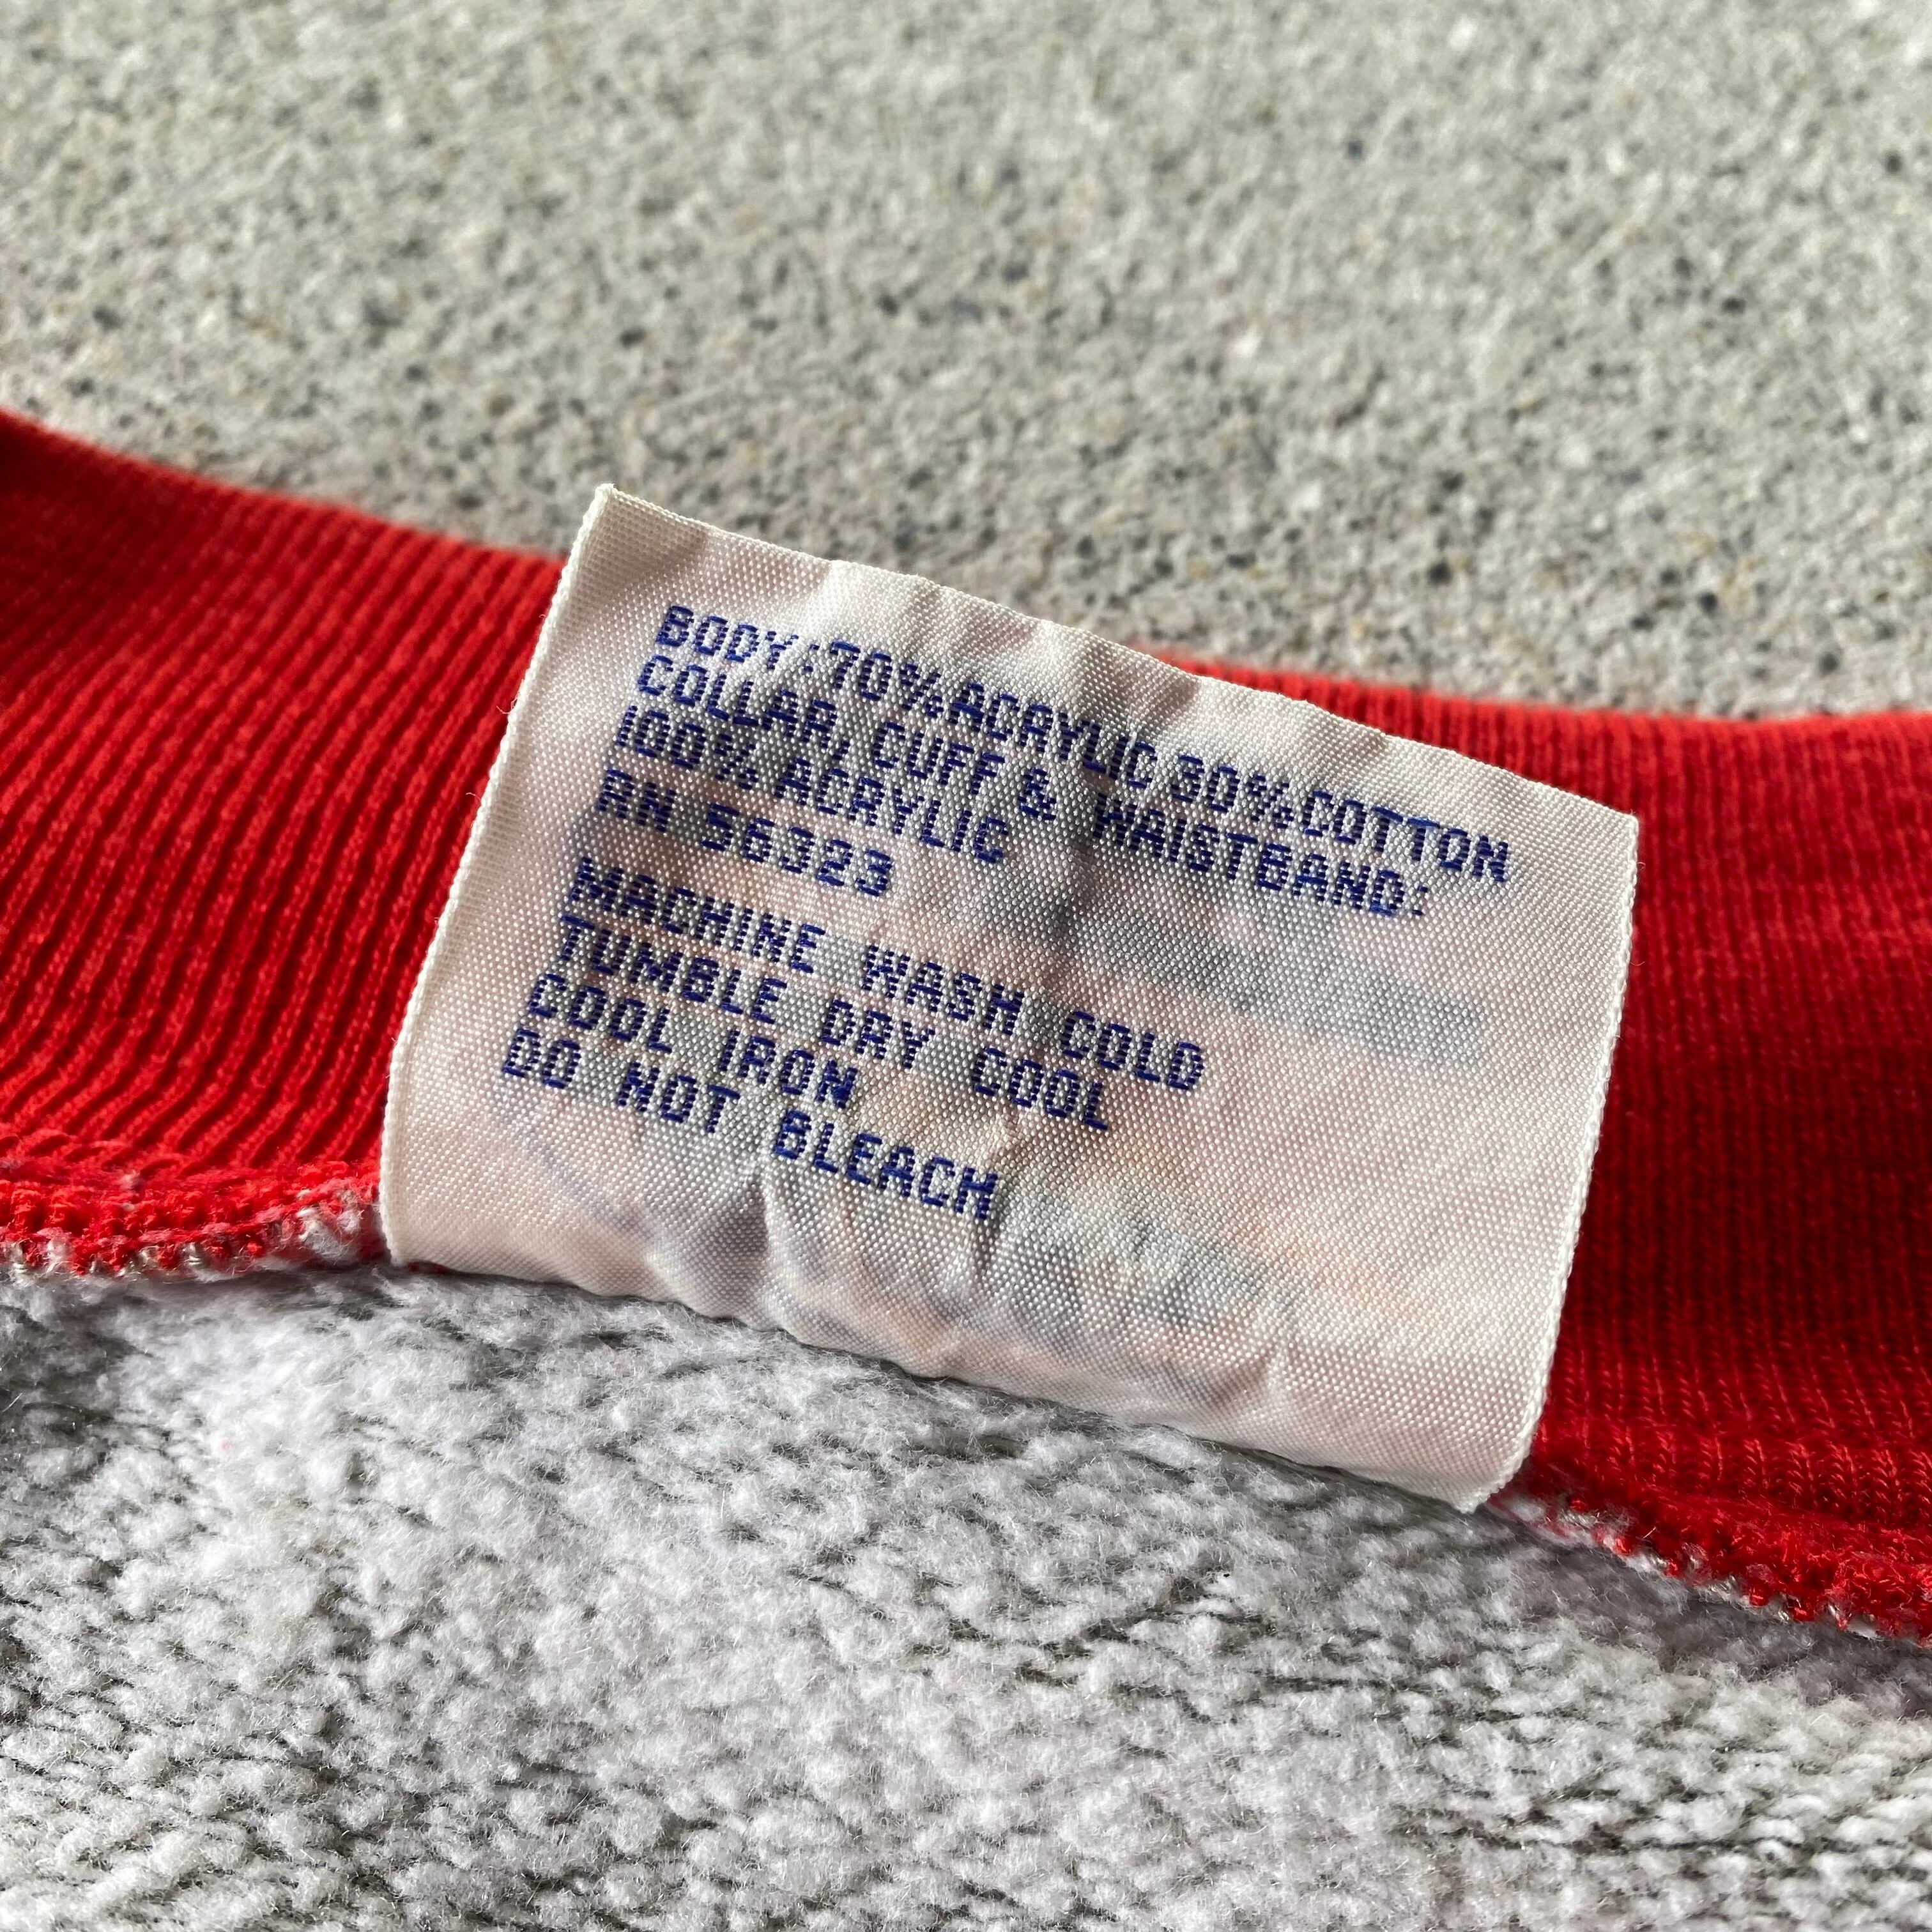 BODY:70%ACRYLIC 30%COTTON
COLLAR, CUFF & WAISTBAND:
100% ACRYLIC
RN 56323
MACHINE WASH COLD
TUMBLE DRY COOL
COOL IRON
DO NOT BLEACH